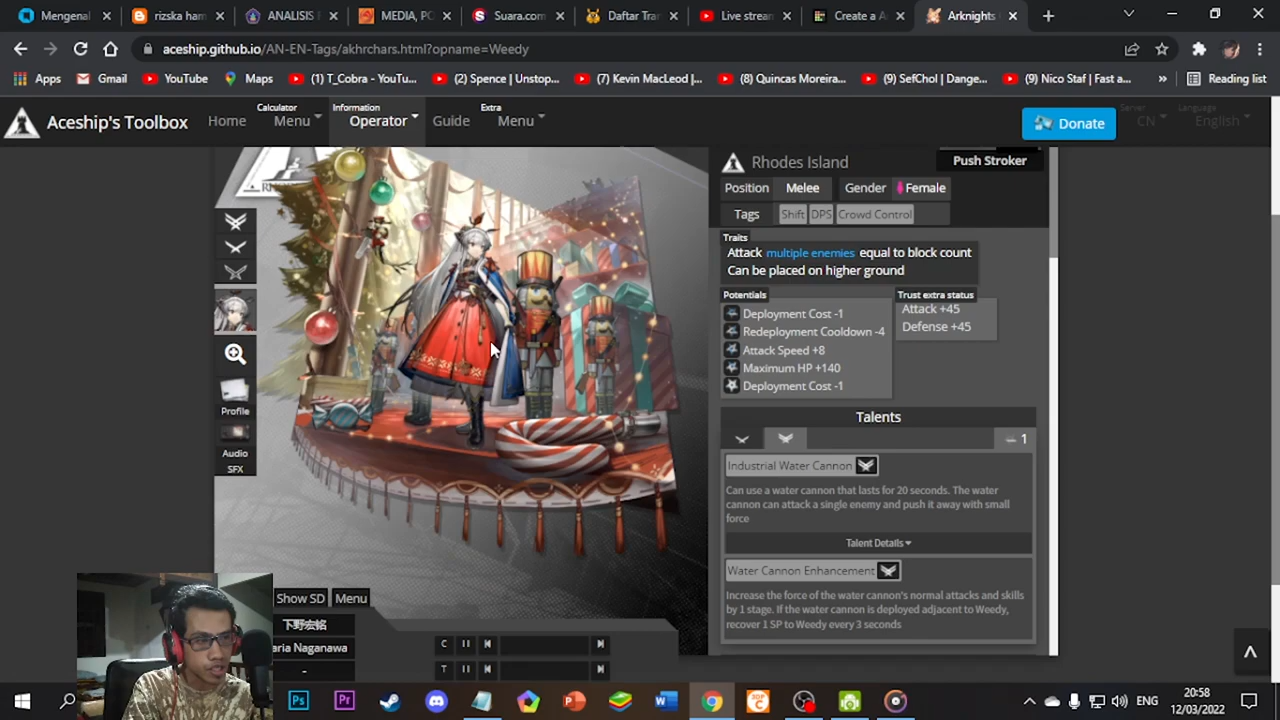 Mengenal
rizska ham
ANALISIS F
MEDIA, PO
Suara.com
Daftar Tran
Live stream
Create a A
Arknights
aceship.github.io/AN-EN-Tags/akhrchars.html?opname=Weedy
Apps
Gmail
YouTube
Maps
(1) T_Cobra - YouT...
(2) Spence | Unstop...
(7) Kevin MacLeod |...
(8) Quincas Moreira...
(9) SefChol | Dange...
(9) Nico Staf | Fast a...
»
Reading list
Aceship's Toolbox
Home
Calculator
Menu
Information
Operator
Guide
Extra
Menu
Donate
Server
CN
Language
English
Rhodes Island
Push Stroker
Position Melee Gender Female
Tags Shift DPS Crowd Control
Traits
Attack multiple enemies equal to block count
Can be placed on higher ground
Potentials
Deployment Cost -1
Redeployment Cooldown -4
Attack Speed +8
Maximum HP +140
Deployment Cost -1
Trust extra status
Attack +45
Defense +45
Talents
1
Industrial Water Cannon
Can use a water cannon that lasts for 20 seconds. The water
cannon can attack a single enemy and push it away with small
force
Talent Details
Water Cannon Enhancement
Increase the force of the water cannon's normal attacks and skills
by 1 stage. If the water cannon is deployed adjacent to Weedy,
recover 1 SP to Weedy every 3 seconds
Profile
Audio
SFX
Show SD
Menu
下野宏铭
aria Naganawa
-
C
T
ENG
20:58
12/03/2022